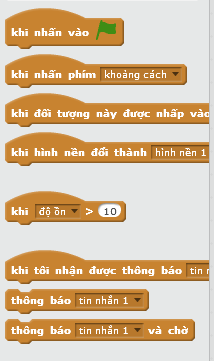 khi nhấn vào
khi nhấn phím khoảng cách
khi đối tượng này được nhấp vào
khi hình nền đổi thành hình nền 1
khi độ ồn > 10
khi tôi nhận được thông báo tin
thông báo tin nhắn 1
thông báo tin nhắn 1 và chờ